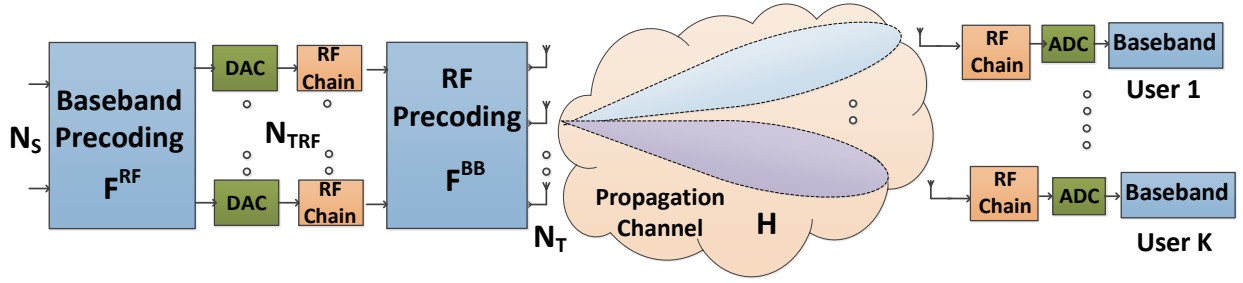 N_S
Baseband
Precoding
F^RF
DAC
RF
Chain
N_TRF
DAC
RF
Chain
RF
Precoding
F^BB
N_T
Propagation
Channel
H
RF
Chain
ADC
Baseband
User 1
RF
Chain
ADC
Baseband
User K